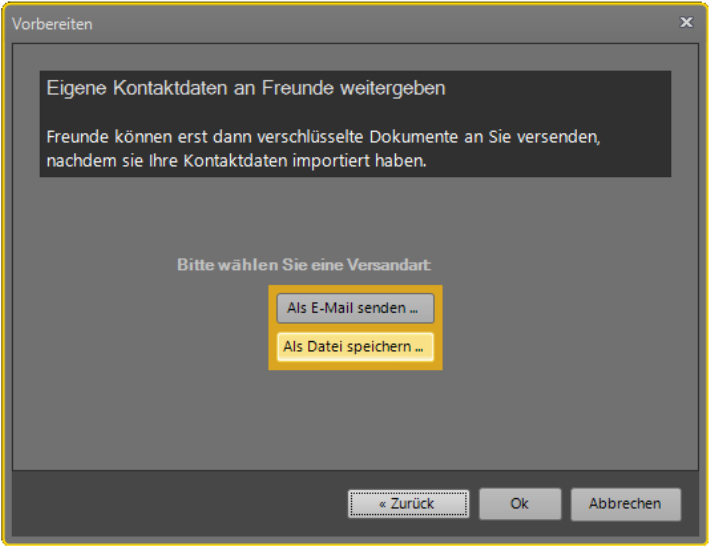 Vorbereiten
Eigene Kontaktdaten an Freunde weitergeben
Freunde können erst dann verschlüsselte Dokumente an Sie versenden,
nachdem sie Ihre Kontaktdaten importiert haben.
Bitte wählen Sie eine Versandart:
Als E-Mail senden ...
Als Datei speichern ...
« Zurück
Ok
Abbrechen